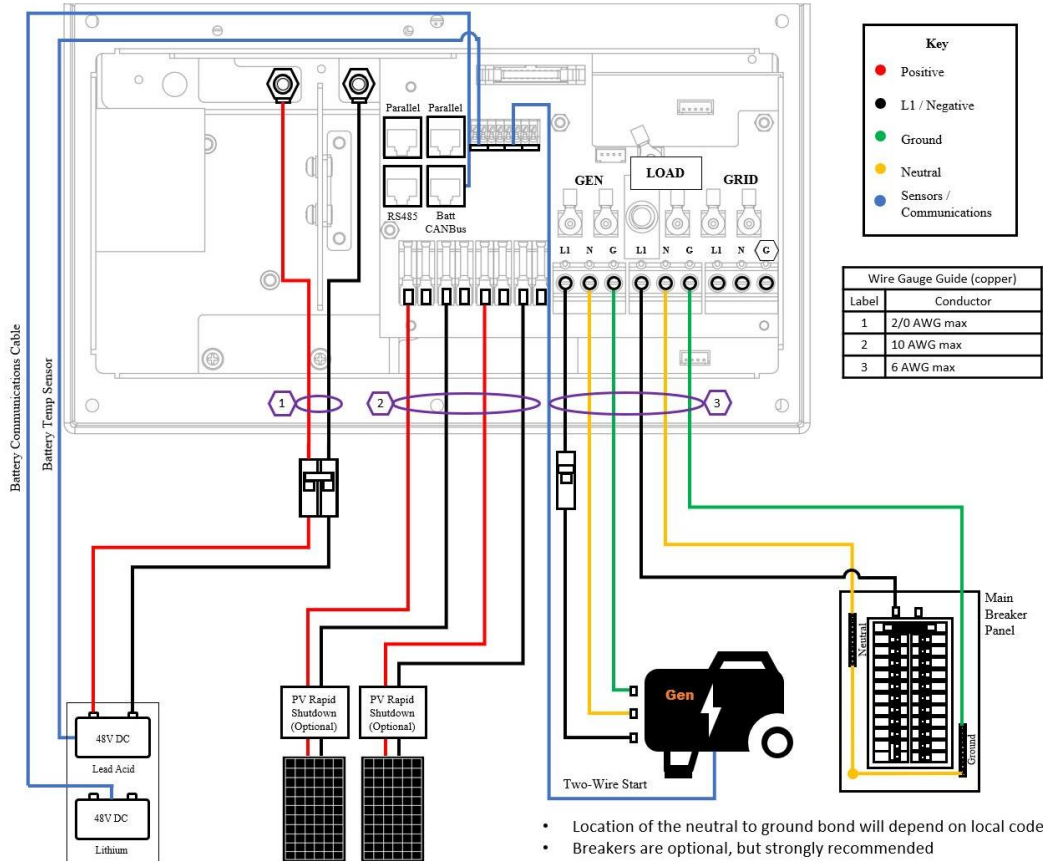 Parallel Parallel
RS485
Batt
CANBus
GEN
LOAD
GRID
L1 N G L1 N G L1 N G
1
2
3
Battery Communications Cable
Battery Temp Sensor
Key
Positive
L1 / Negative
Ground
Neutral
Sensors /
Communications
Wire Gauge Guide (copper)
Label Conductor
1 2/0 AWG max
2 10 AWG max
3 6 AWG max
Main
Breaker
Panel
Neutral
Ground
PV Rapid
Shutdown
(Optional)
PV Rapid
Shutdown
(Optional)
Gen
Two-Wire Start
48V DC
Lead Acid
48V DC
Lithium
• Location of the neutral to ground bond will depend on local code
• Breakers are optional, but strongly recommended